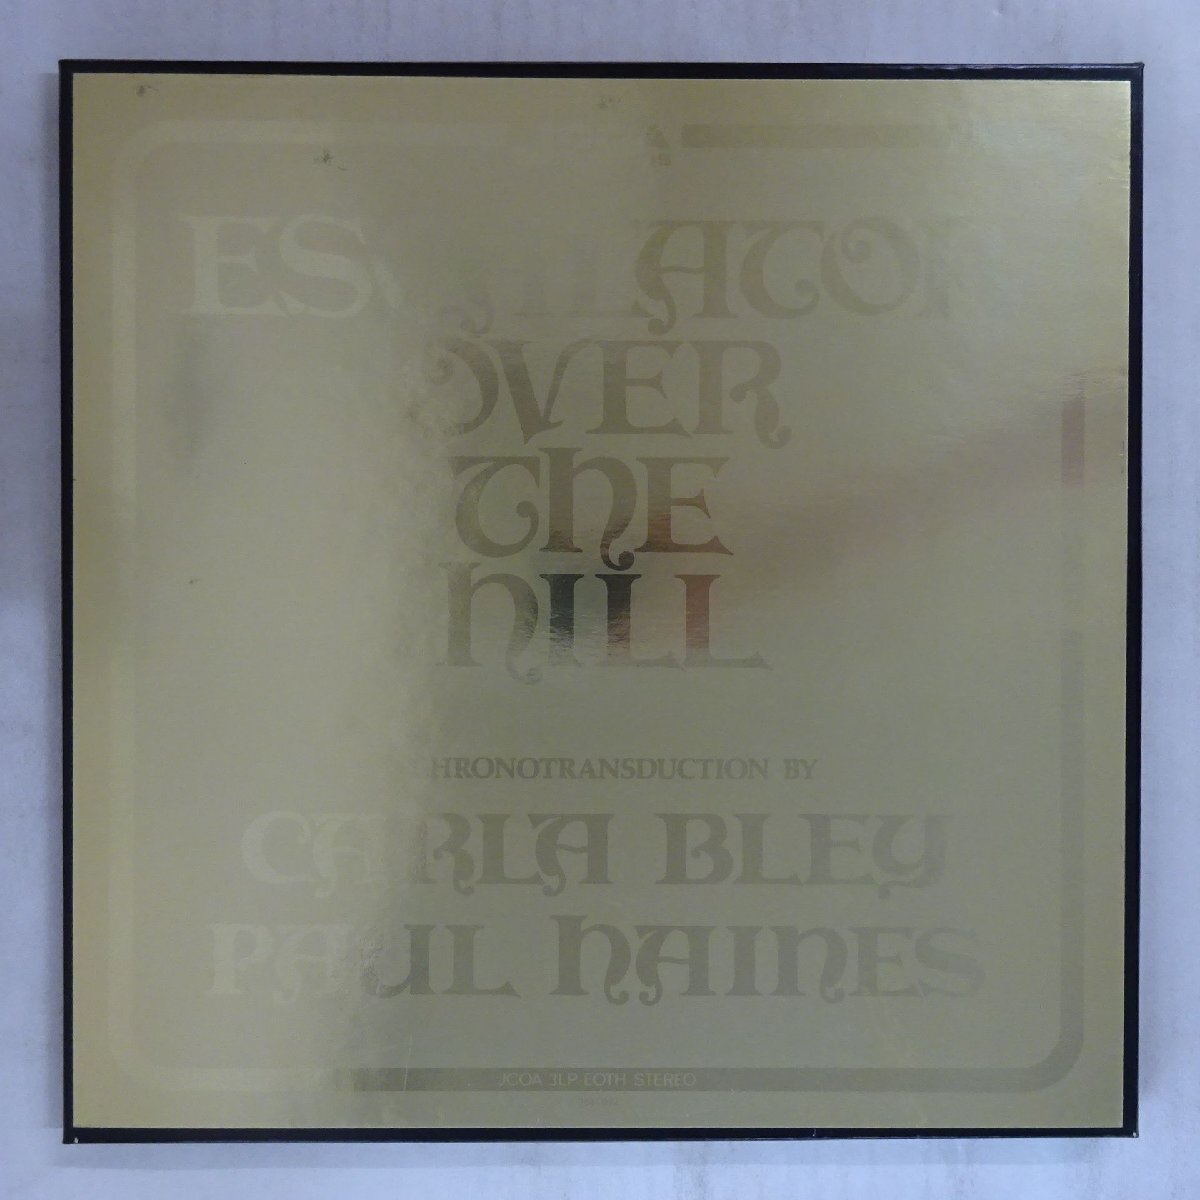 ESCALATOR
OVER
THE
HILL
CHRONOTRANSDUCTION BY
CARLA BLEY
PAUL HAINES
JCOA 3LP EOTH STEREO